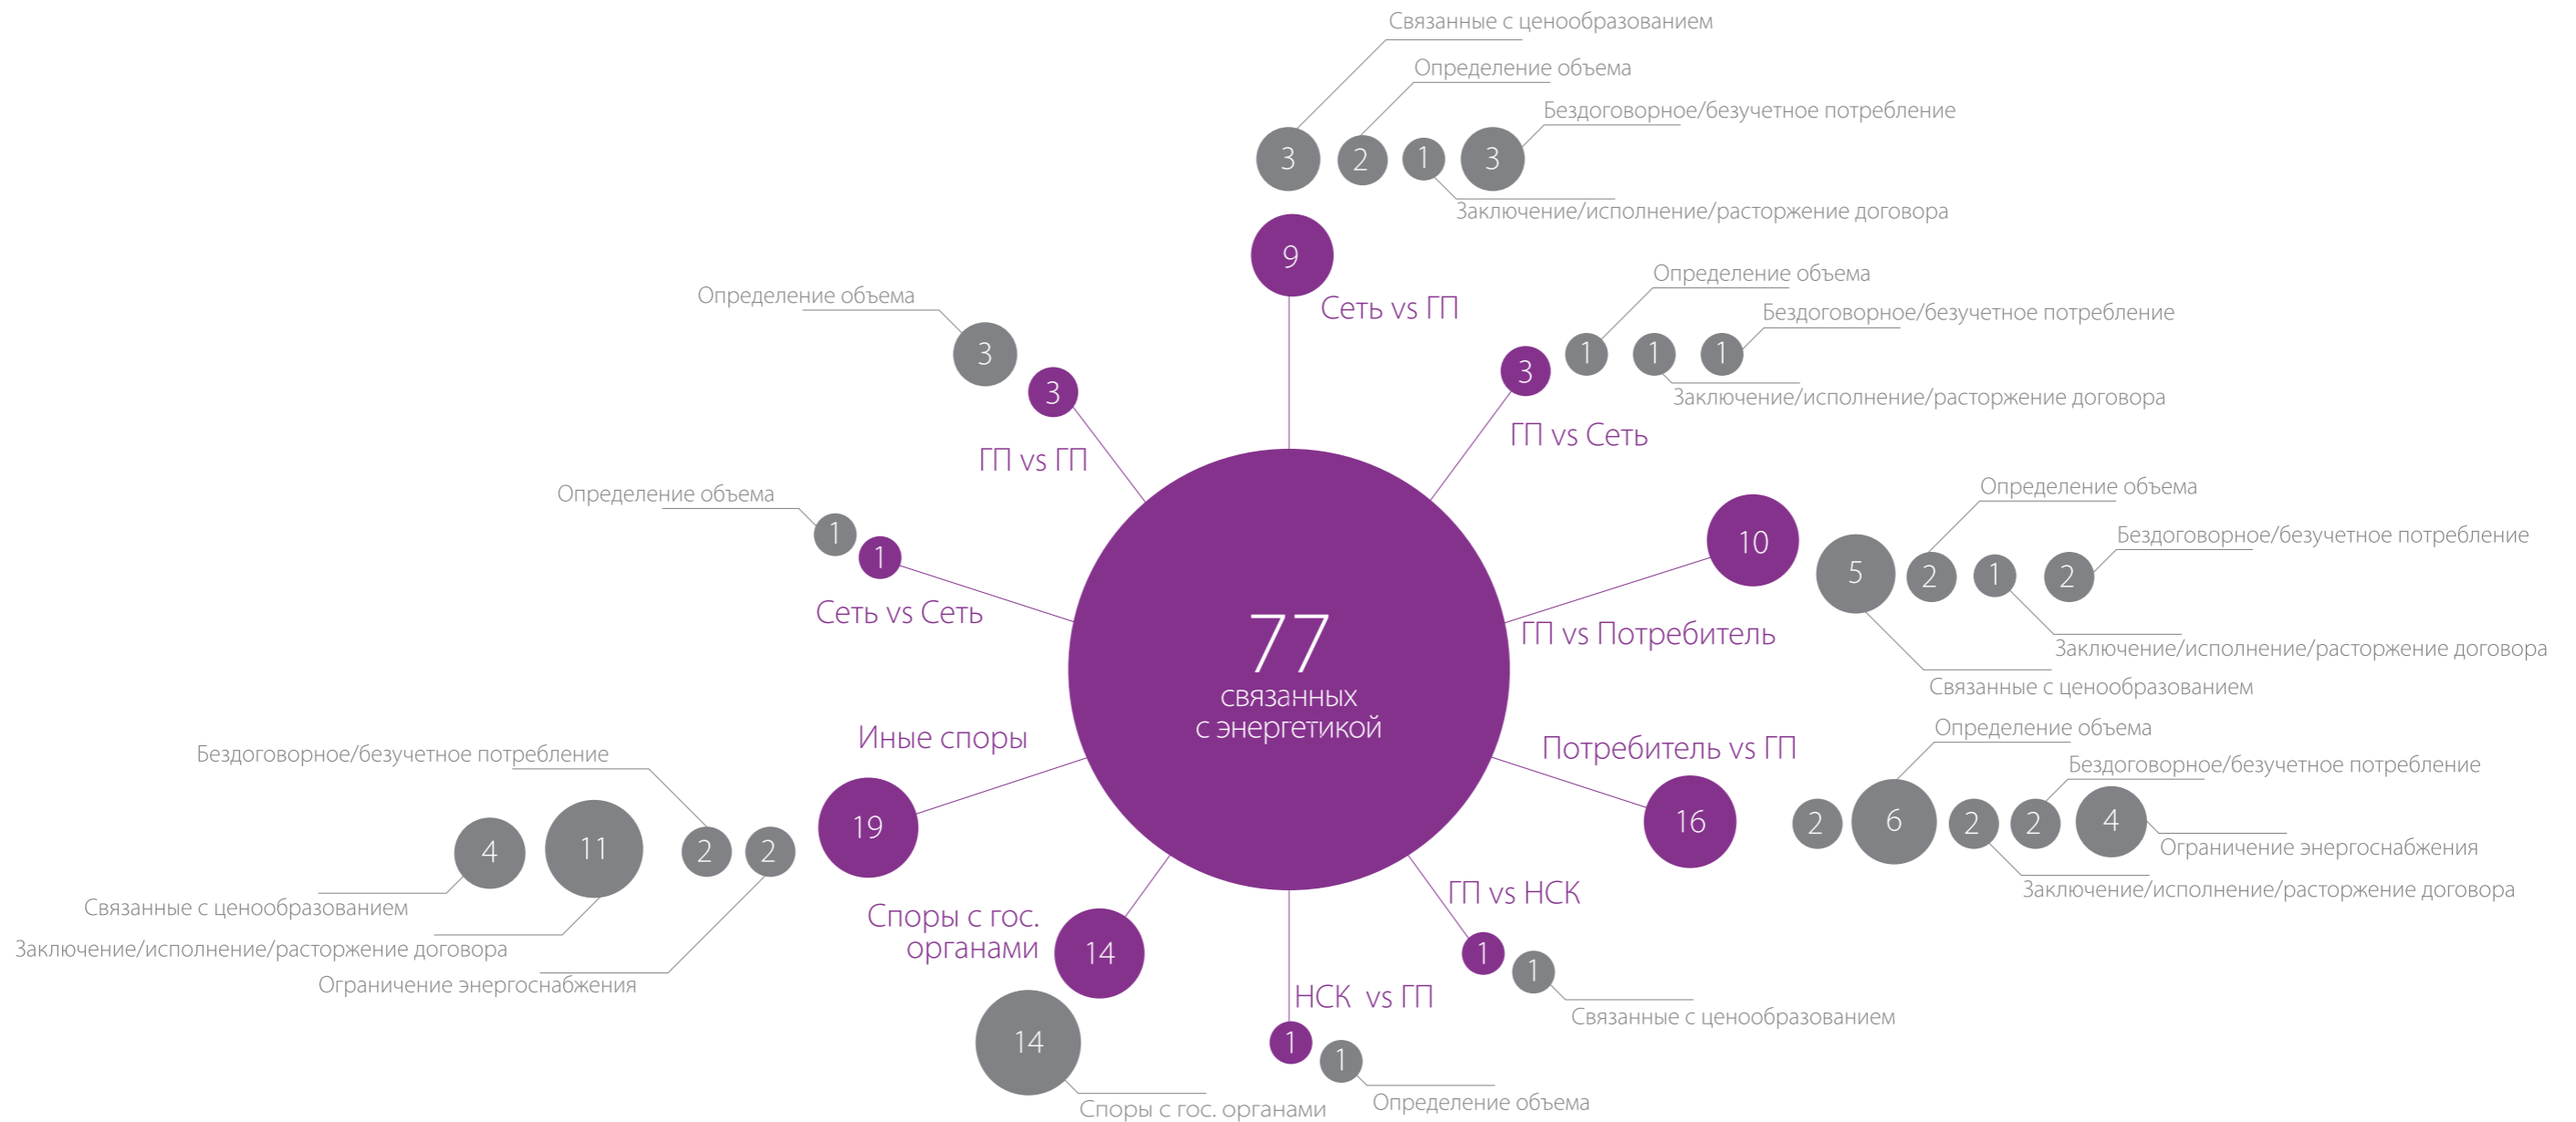 Связанные с ценообразованием
Определение объема
Бездоговорное/безучетное потребление
3
2
1
3
Заключение/исполнение/расторжение договора
9
Сеть vs ГП
Определение объема
Бездоговорное/безучетное потребление
3
1
1
1
Заключение/исполнение/расторжение договора
ГП vs Сеть
Определение объема
3
3
ГП vs ГП
Определение объема
1
1
Сеть vs Сеть
Определение объема
Бездоговорное/безучетное потребление
10
5
2
1
2
ГП vs Потребитель
Заключение/исполнение/расторжение договора
Связанные с ценообразованием
77
связанных
с энергетикой
Определение объема
Потребитель vs ГП
Бездоговорное/безучетное потребление
16
2
6
2
2
4
Ограничение энергоснабжения
Заключение/исполнение/расторжение договора
Иные споры
Бездоговорное/безучетное потребление
4
11
2
2
19
Связанные с ценообразованием
Заключение/исполнение/расторжение договора
Ограничение энергоснабжения
ГП vs НСК
1
1
Связанные с ценообразованием
Споры с гос.
органами
14
14
Споры с гос. органами
НСК vs ГП
1
1
Определение объема